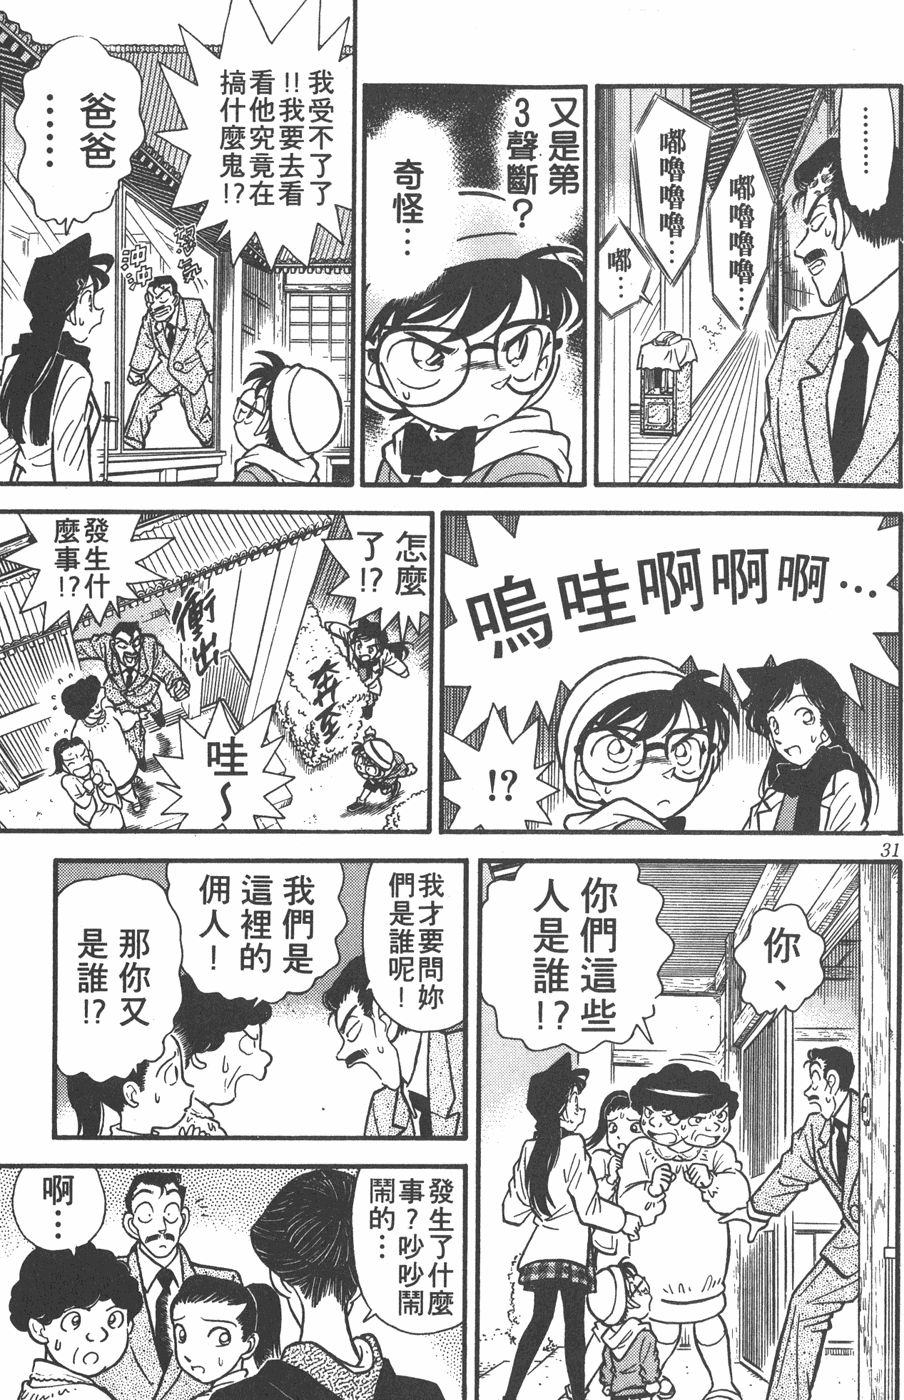 ………
嘟嚕嚕嚕…
嘟嚕嚕嚕…
嘟…
又是第
3聲斷？
奇怪…
我受不了了
!!我要去看
看他究竟在
搞什麼鬼!?
爸爸
……
怒氣
沖沖
嗚哇啊啊啊…
!?
怎麼
了!?
奔至
衝出
發生什
麼事!?
哇～
31
你、
你們這些
人是誰!?
我才要問妳
們是誰呢！
我們是
這裡的
佣人！
那你又
是誰!?
發生了什麼
事？吵吵鬧
鬧的…
啊…